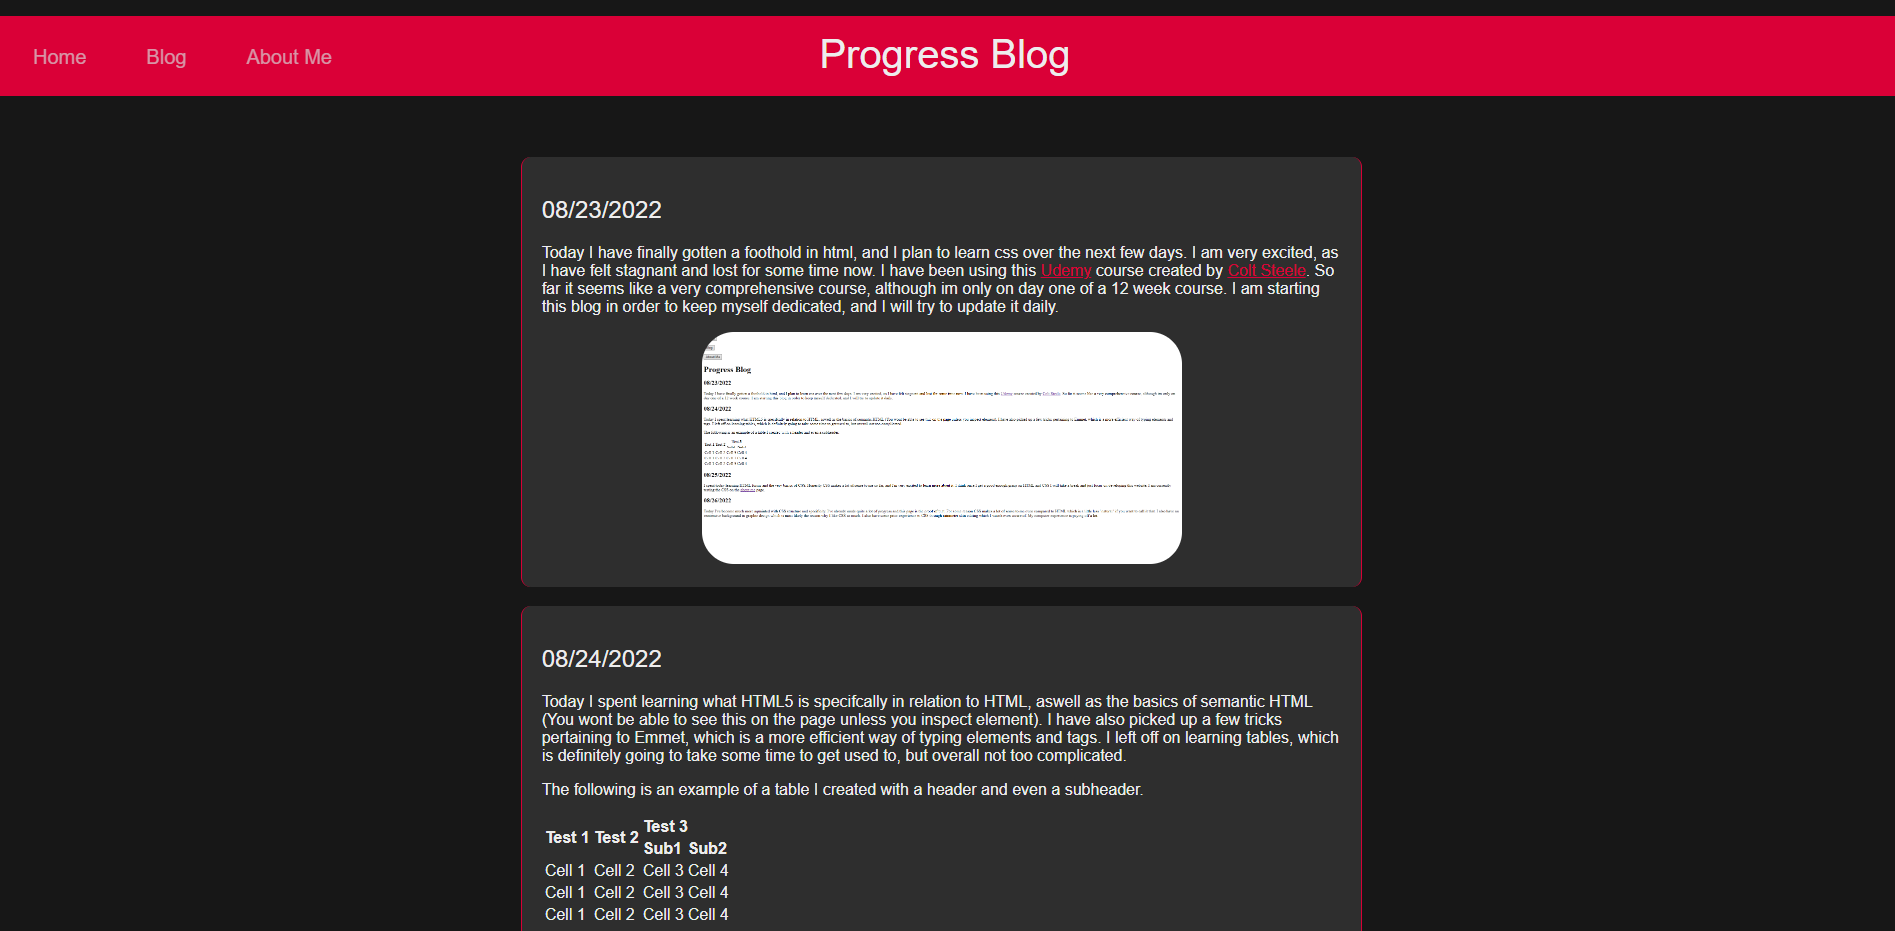 Home Blog About Me Progress Blog
08/23/2022
Today I have finally gotten a foothold in html, and I plan to learn css over the next few days. I am very excited, as
I have felt stagnant and lost for some time now. I have been using this Udemy course created by Colt Steele. So
far it seems like a very comprehensive course, although im only on day one of a 12 week course. I am starting
this blog in order to keep myself dedicated, and I will try to update it daily.
Progress Blog
08/23/2022
08/24/2022
08/25/2022
08/26/2022
08/24/2022
Today I spent learning what HTML5 is specifcally in relation to HTML, aswell as the basics of semantic HTML
(You wont be able to see this on the page unless you inspect element). I have also picked up a few tricks
pertaining to Emmet, which is a more efficient way of typing elements and tags. I left off on learning tables, which
is definitely going to take some time to get used to, but overall not too complicated.
The following is an example of a table I created with a header and even a subheader.
Test 1 Test 2 Test 3
Sub1 Sub2
Cell 1 Cell 2 Cell 3 Cell 4
Cell 1 Cell 2 Cell 3 Cell 4
Cell 1 Cell 2 Cell 3 Cell 4